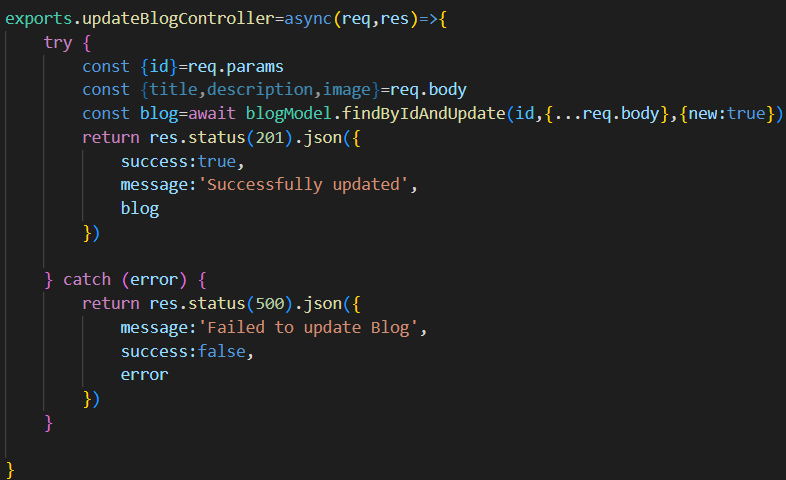 exports.updateBlogController=async(req,res)=>{
    try {
        const {id}=req.params
        const {title,description,image}=req.body
        const blog=await blogModel.findByIdAndUpdate(id,{...req.body},{new:true})
        return res.status(201).json({
            success:true,
            message:'Successfully updated',
            blog
        })
    } catch (error) {
        return res.status(500).json({
            message:'Failed to update Blog',
            success:false,
            error
        })
    }
}